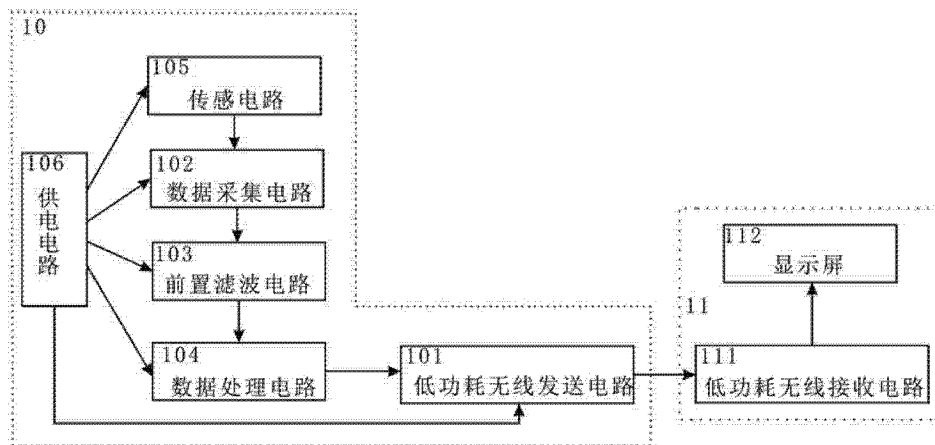 10
105
传感电路
106
供电电路
102
数据采集电路
103
前置滤波电路
104
数据处理电路
101
低功耗无线发送电路
112
显示屏
11
111
低功耗无线接收电路